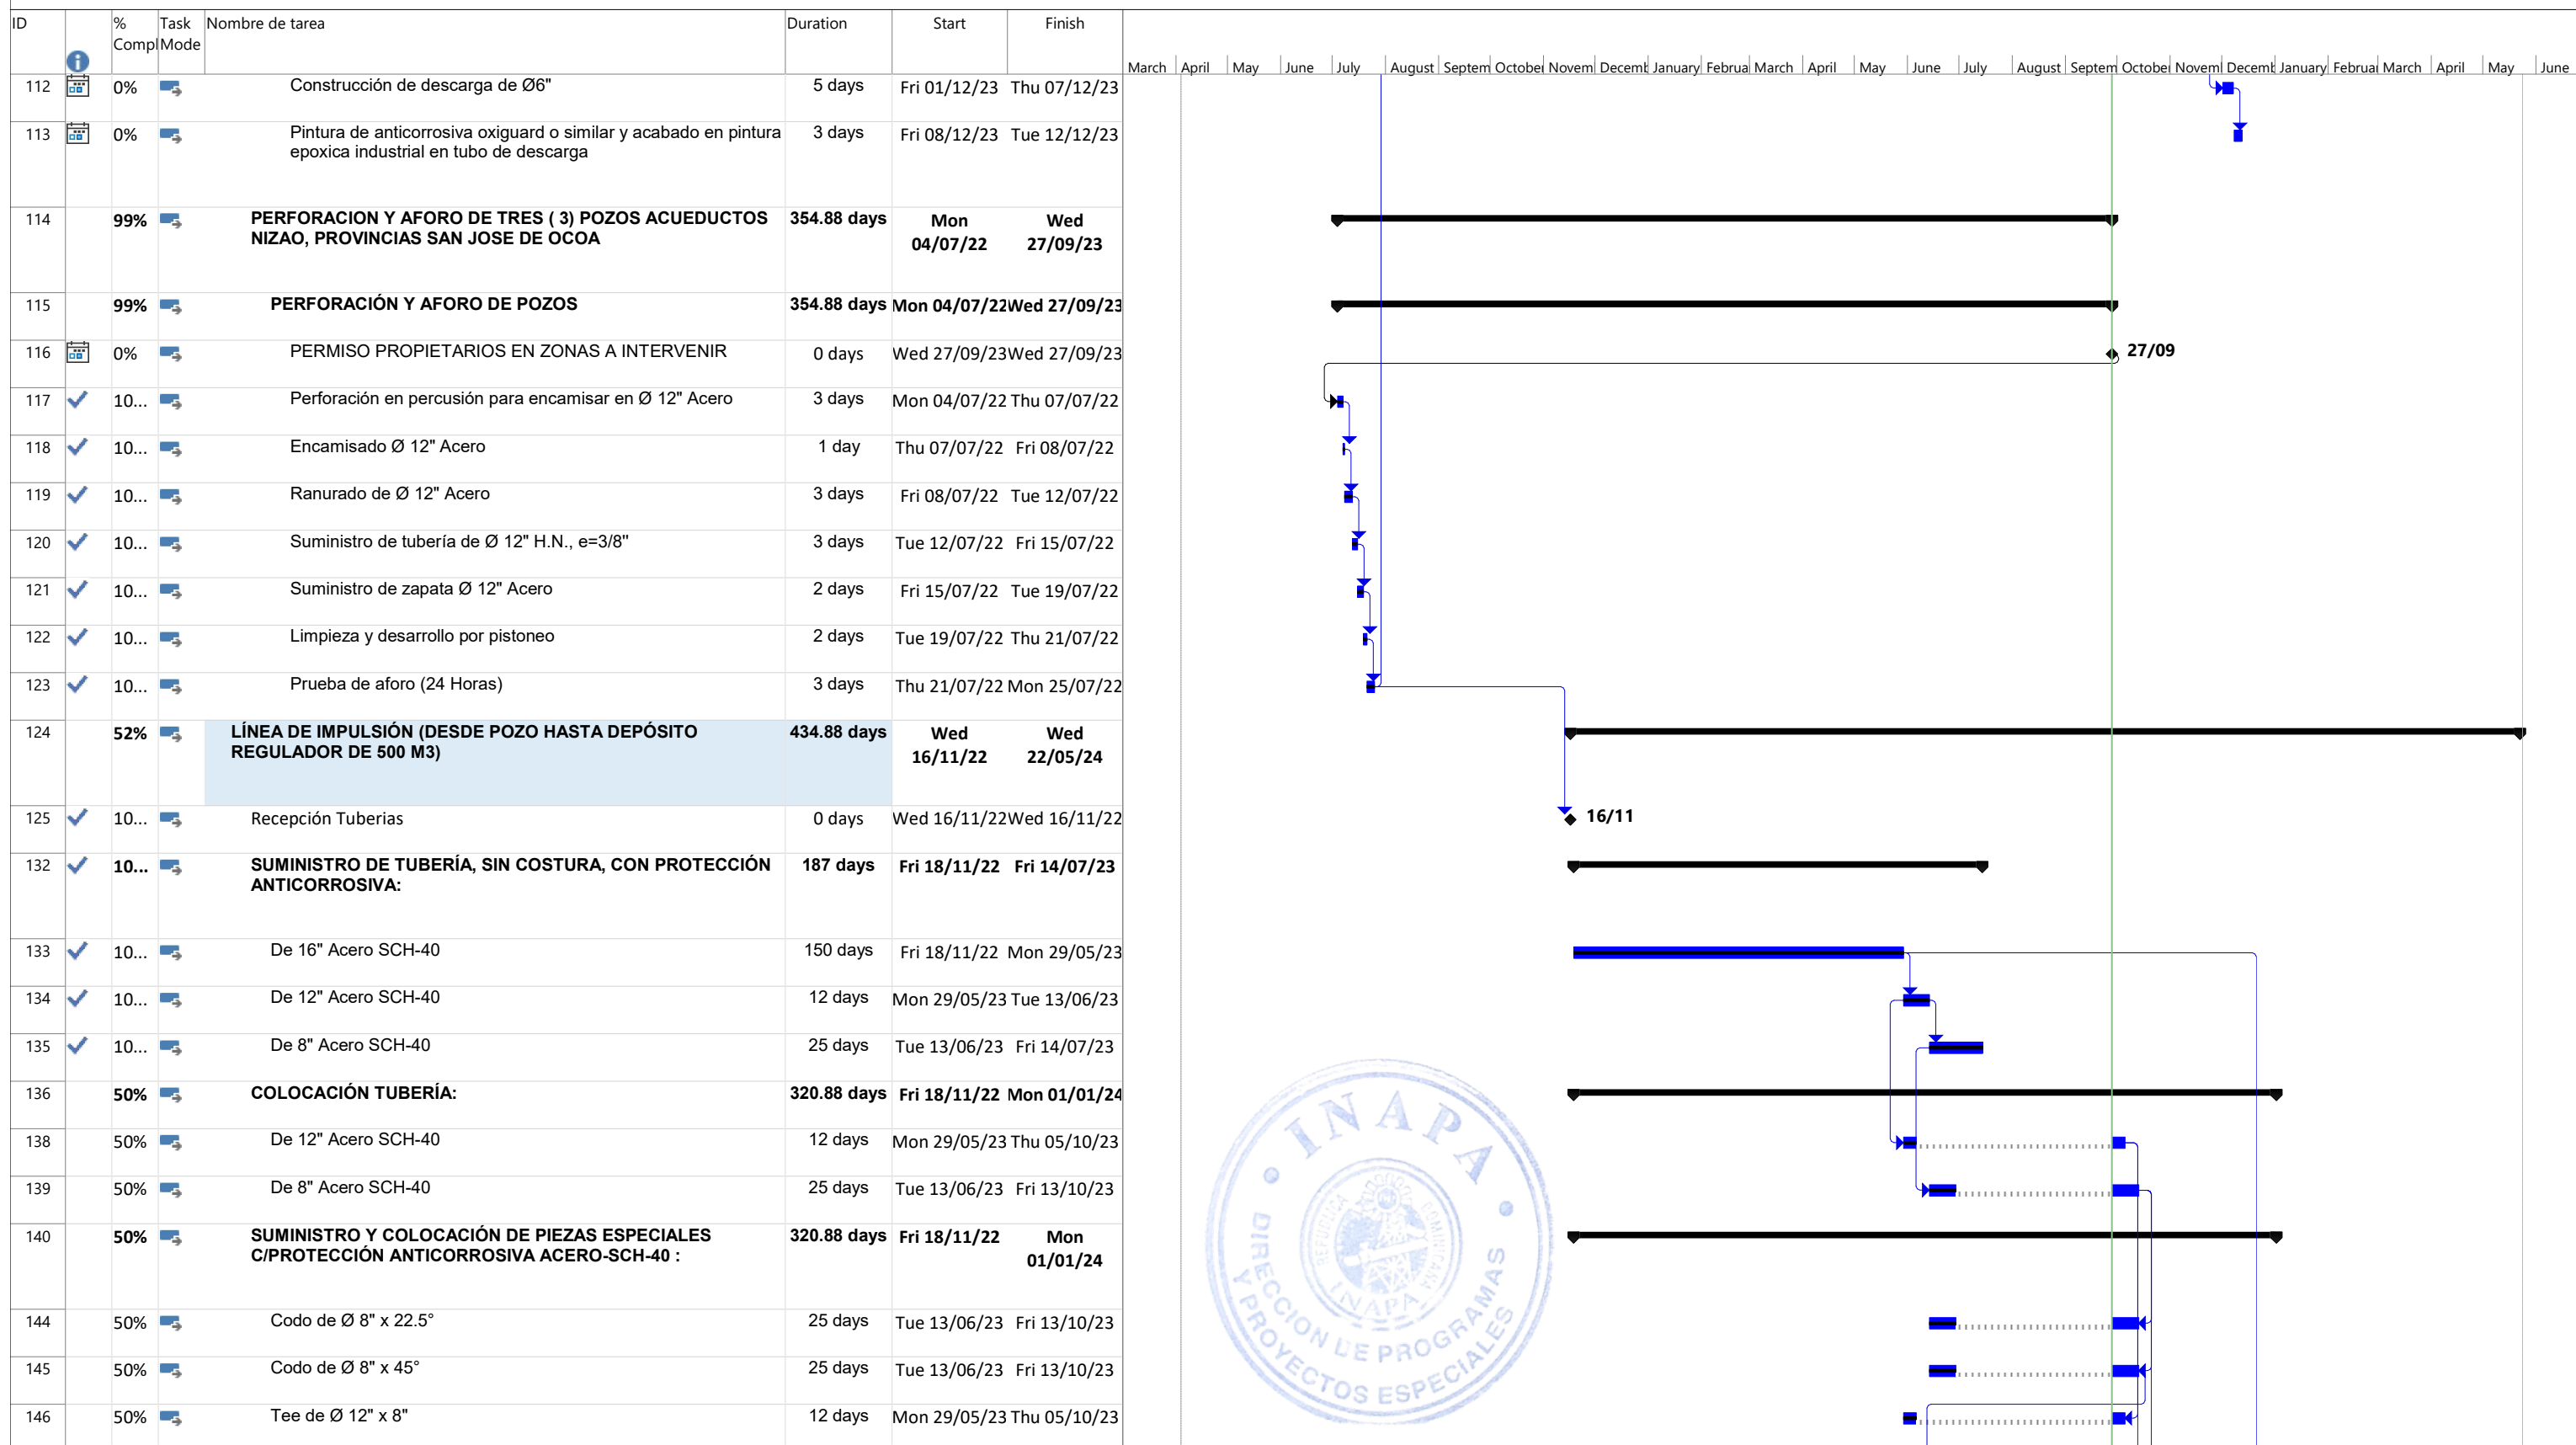 ID % Compl Task Mode Nombre de tarea Duration Start Finish
March April May June July August Septem October Novem Decemb January Februa March April May June July August Septem October Novem Decemb January Februar March April May June
112 0% Construcción de descarga de Ø6" 5 days Fri 01/12/23 Thu 07/12/23
113 0% Pintura de anticorrosiva oxiguard o similar y acabado en pintura 3 days Fri 08/12/23 Tue 12/12/23
epoxica industrial en tubo de descarga
114 99% PERFORACION Y AFORO DE TRES ( 3) POZOS ACUEDUCTOS 354.88 days Mon Wed
NIZAO, PROVINCIAS SAN JOSE DE OCOA 04/07/22 27/09/23
115 99% PERFORACIÓN Y AFORO DE POZOS 354.88 days Mon 04/07/22 Wed 27/09/23
116 0% PERMISO PROPIETARIOS EN ZONAS A INTERVENIR 0 days Wed 27/09/23 Wed 27/09/23 27/09
117 10... Perforación en percusión para encamisar en Ø 12" Acero 3 days Mon 04/07/22 Thu 07/07/22
118 10... Encamisado Ø 12" Acero 1 day Thu 07/07/22 Fri 08/07/22
119 10... Ranurado de Ø 12" Acero 3 days Fri 08/07/22 Tue 12/07/22
120 10... Suministro de tubería de Ø 12" H.N., e=3/8" 3 days Tue 12/07/22 Fri 15/07/22
121 10... Suministro de zapata Ø 12" Acero 2 days Fri 15/07/22 Tue 19/07/22
122 10... Limpieza y desarrollo por pistoneo 2 days Tue 19/07/22 Thu 21/07/22
123 10... Prueba de aforo (24 Horas) 3 days Thu 21/07/22 Mon 25/07/22
124 52% LÍNEA DE IMPULSIÓN (DESDE POZO HASTA DEPÓSITO 434.88 days Wed Wed
REGULADOR DE 500 M3) 16/11/22 22/05/24
125 10... Recepción Tuberias 0 days Wed 16/11/22 Wed 16/11/22 16/11
132 10... SUMINISTRO DE TUBERÍA, SIN COSTURA, CON PROTECCIÓN 187 days Fri 18/11/22 Fri 14/07/23
ANTICORROSIVA:
133 10... De 16" Acero SCH-40 150 days Fri 18/11/22 Mon 29/05/23
134 10... De 12" Acero SCH-40 12 days Mon 29/05/23 Tue 13/06/23
135 10... De 8" Acero SCH-40 25 days Tue 13/06/23 Fri 14/07/23
136 50% COLOCACIÓN TUBERÍA: 320.88 days Fri 18/11/22 Mon 01/01/24
138 50% De 12" Acero SCH-40 12 days Mon 29/05/23 Thu 05/10/23
139 50% De 8" Acero SCH-40 25 days Tue 13/06/23 Fri 13/10/23
140 50% SUMINISTRO Y COLOCACIÓN DE PIEZAS ESPECIALES 320.88 days Fri 18/11/22 Mon
C/PROTECCIÓN ANTICORROSIVA ACERO-SCH-40 : 01/01/24
144 50% Codo de Ø 8" x 22.5° 25 days Tue 13/06/23 Fri 13/10/23
145 50% Codo de Ø 8" x 45° 25 days Tue 13/06/23 Fri 13/10/23
146 50% Tee de Ø 12" x 8" 12 days Mon 29/05/23 Thu 05/10/23
INAPA
REPUBLICA DOMINICANA
INAPA
DIRECCION DE PROGRAMAS
Y PROYECTOS ESPECIALES